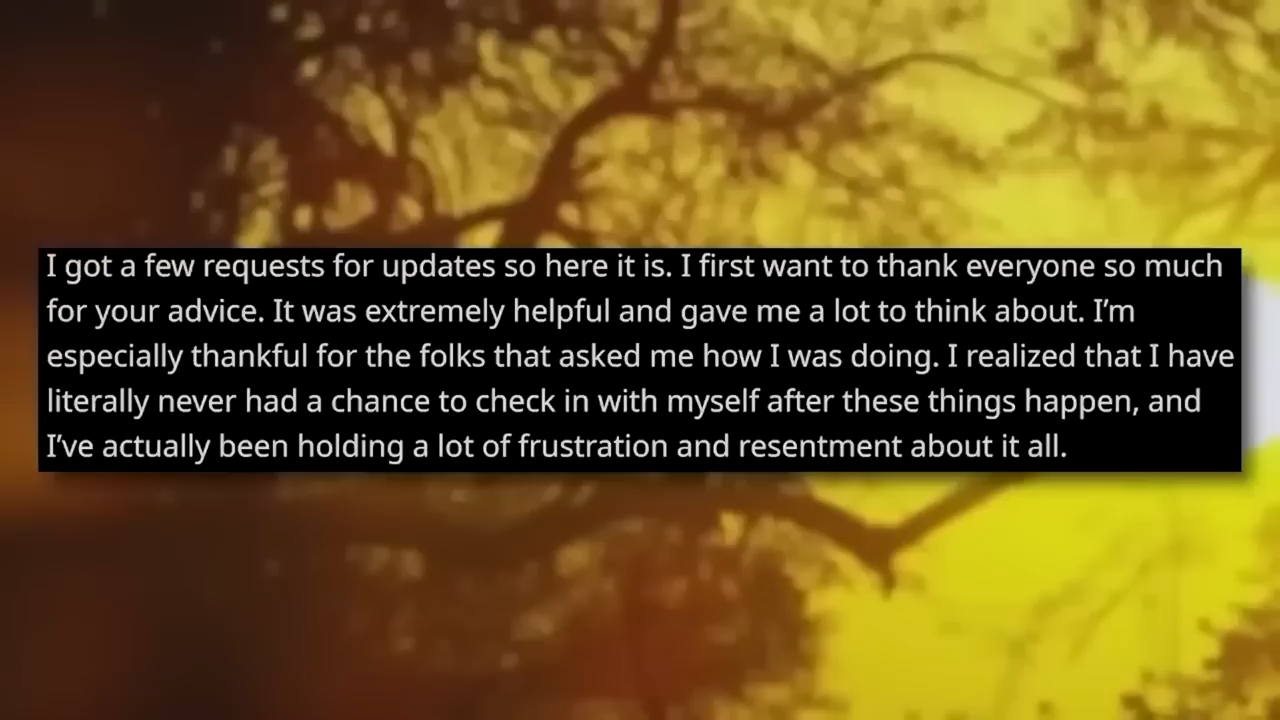 I got a few requests for updates so here it is. I first want to thank everyone so much
for your advice. It was extremely helpful and gave me a lot to think about. I’m
especially thankful for the folks that asked me how I was doing. I realized that I have
literally never had a chance to check in with myself after these things happen, and
I’ve actually been holding a lot of frustration and resentment about it all.